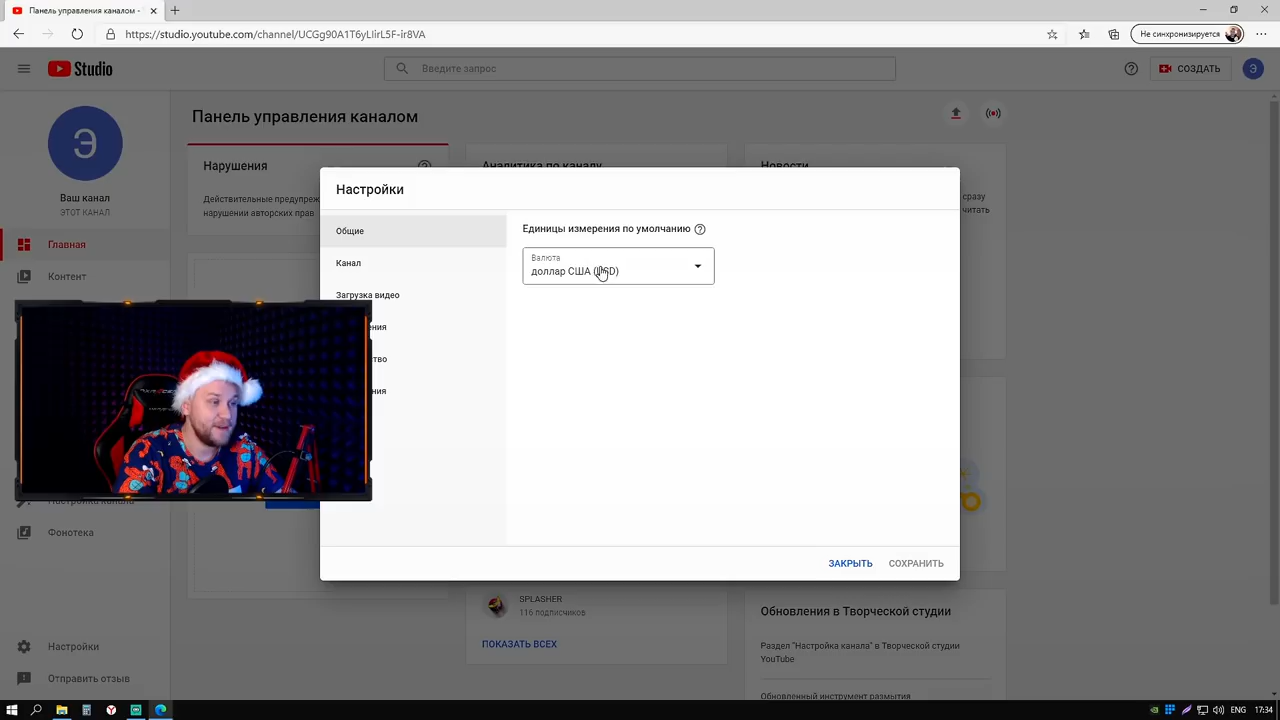 Панель управления каналом -
https://studio.youtube.com/channel/UCGg90A1T6yLIirL5F-ir8VA
Не синхронизируется
Studio
Введите запрос
СОЗДАТЬ
Э
Панель управления каналом
Э
Ваш канал
ЭТОТ КАНАЛ
Главная
Контент
Фонотека
Настройки
Отправить отзыв
Нарушения
Действительные
нарушении авторских прав
Аналитика по каналу
Новости
сразу
Настройки
Общие
Канал
Загрузка видео
Единицы измерения по умолчанию
Валюта
доллар США
ЗАКРЫТЬ
СОХРАНИТЬ
SPLASHER
116 подписчиков
ПОКАЗАТЬ ВСЕХ
Обновления в Творческой студии
Раздел "Настройка канала" в Творческой студии
YouTube
Обновленный инструмент размытия
ENG
17:34